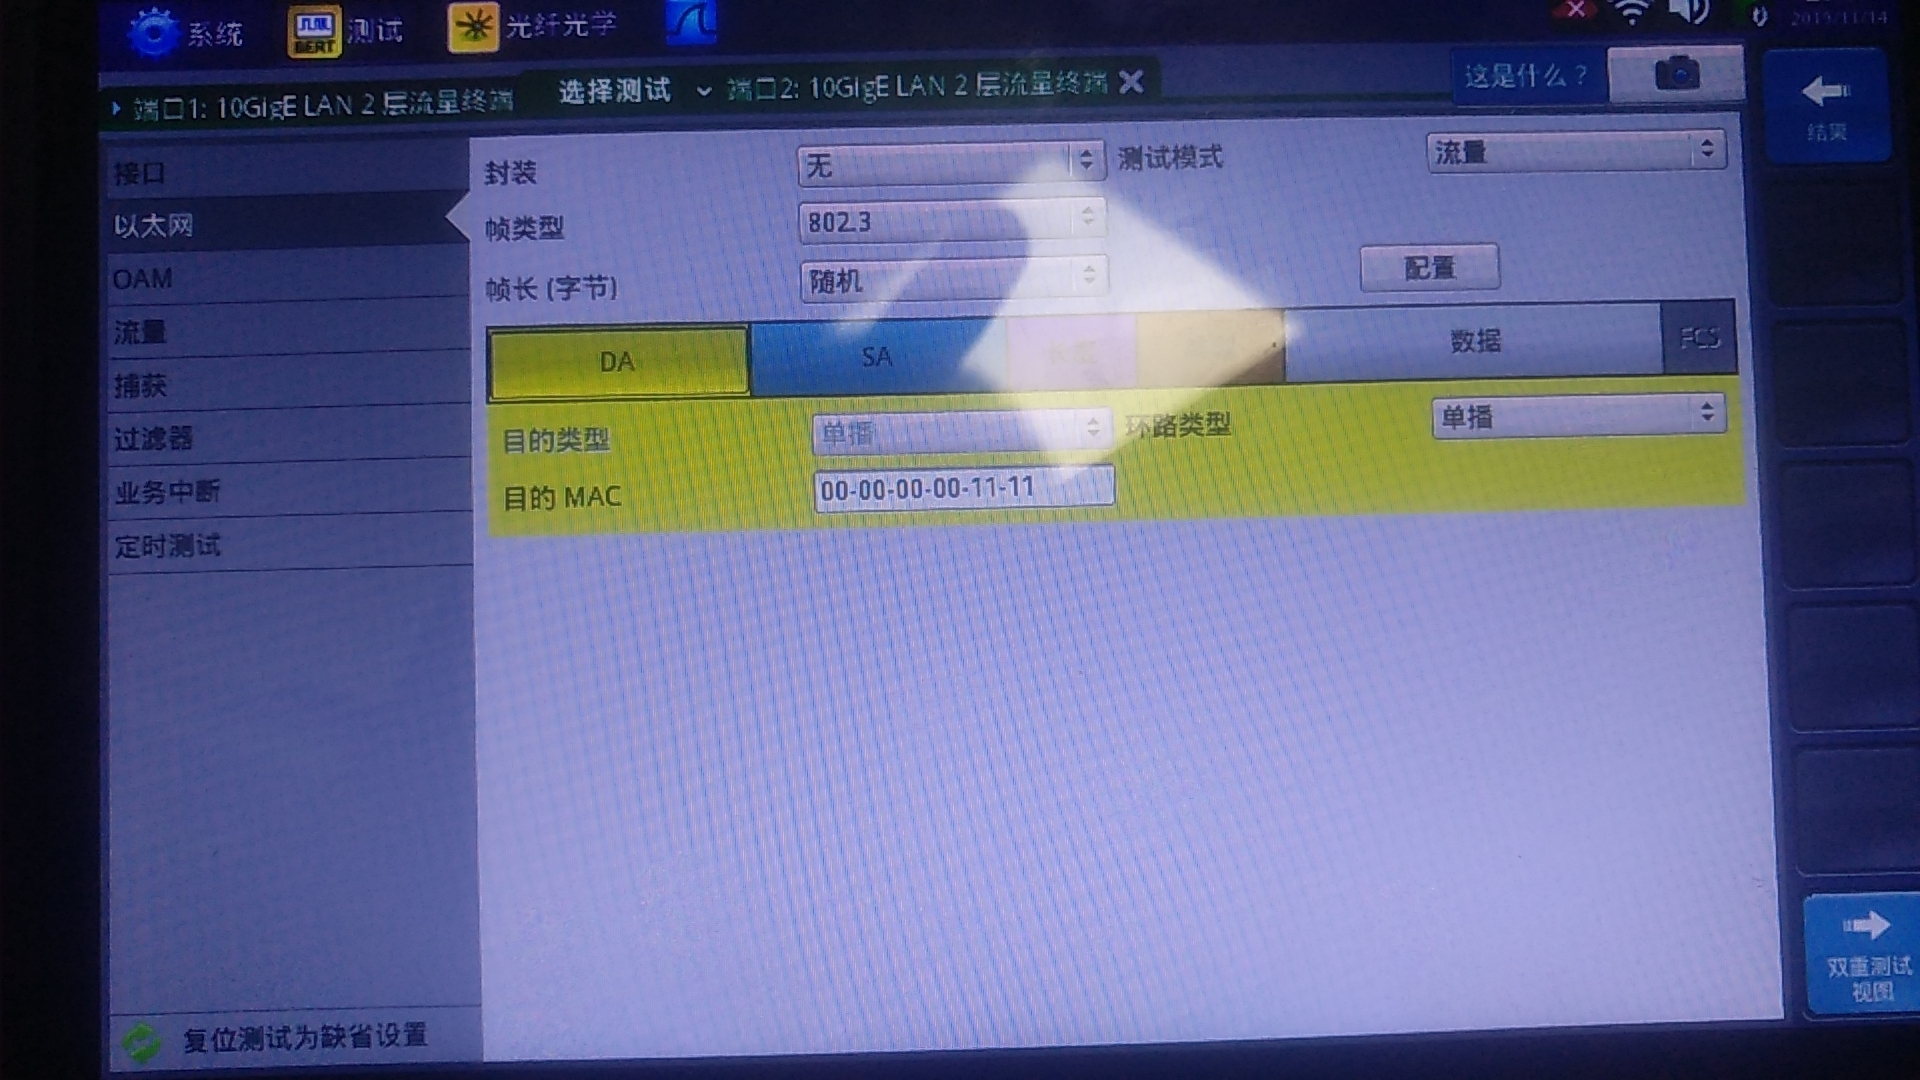 系统
BERT
测试
光纤光学
2019/11/14
端口1: 10GigE LAN 2 层流量终端
选择测试
端口2: 10GigE LAN 2 层流量终端
这是什么？
结果
接口
以太网
OAM
流量
捕获
过滤器
业务中断
定时测试
复位测试为缺省设置
封装 无 测试模式 流量
帧类型 802.3
帧长 (字节) 随机 配置
DA SA 数据 FCS
目的类型 单播 环路类型 单播
目的 MAC 00-00-00-00-11-11
双重测试
视图